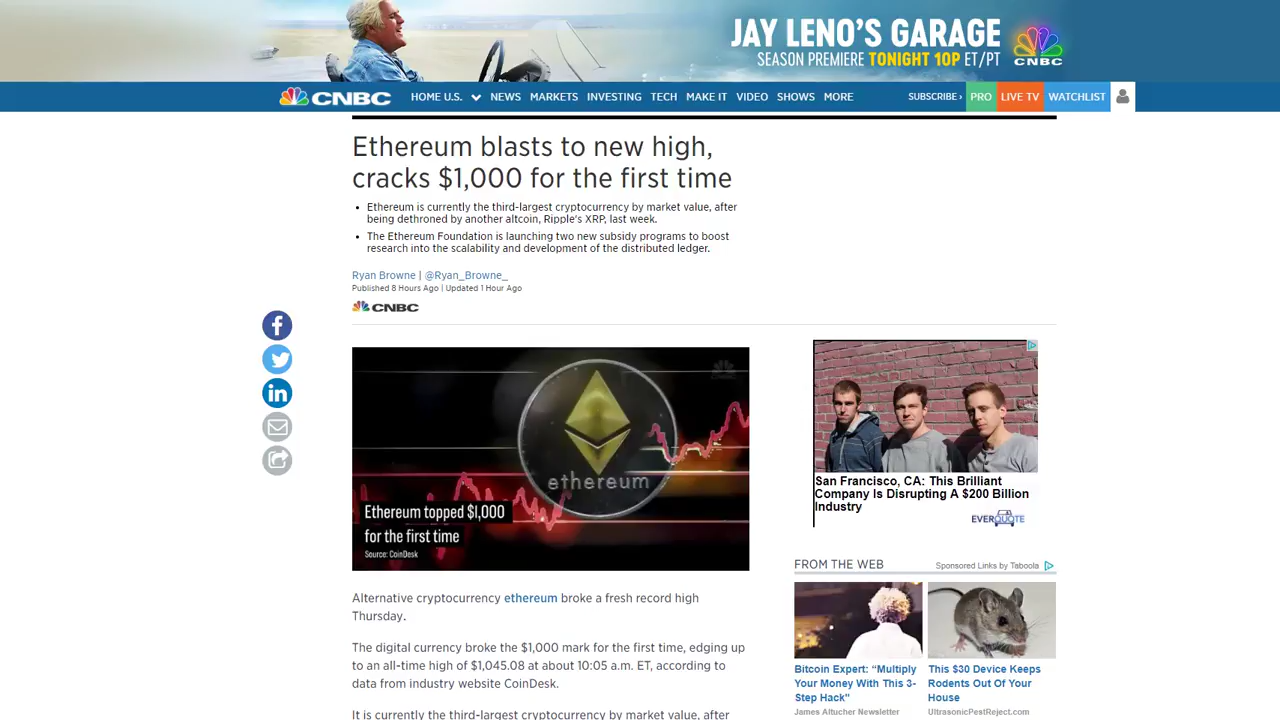 JAY LENO'S GARAGE
SEASON PREMIERE TONIGHT 10P ET/PT
CNBC
CNBC
HOME U.S. NEWS MARKETS INVESTING TECH MAKE IT VIDEO SHOWS MORE SUBSCRIBE › PRO LIVE TV WATCHLIST
Ethereum blasts to new high,
cracks $1,000 for the first time
• Ethereum is currently the third-largest cryptocurrency by market value, after
being dethroned by another altcoin, Ripple's XRP, last week.
• The Ethereum Foundation is launching two new subsidy programs to boost
research into the scalability and development of the distributed ledger.
Ryan Browne | @Ryan_Browne_
Published 8 Hours Ago | Updated 1 Hour Ago
CNBC
ethereum
Ethereum topped $1,000
for the first time
Source: CoinDesk
Alternative cryptocurrency ethereum broke a fresh record high
Thursday.
The digital currency broke the $1,000 mark for the first time, edging up
to an all-time high of $1,045.08 at about 10:05 a.m. ET, according to
data from industry website CoinDesk.
It is currently the third-largest cryptocurrency by market value, after
San Francisco, CA: This Brilliant
Company Is Disrupting A $200 Billion
Industry
EVERQUOTE
FROM THE WEB
Sponsored Links by Taboola
Bitcoin Expert: “Multiply
Your Money With This 3-
Step Hack"
James Altucher Newsletter
This $30 Device Keeps
Rodents Out Of Your
House
UltrasonicPestReject.com